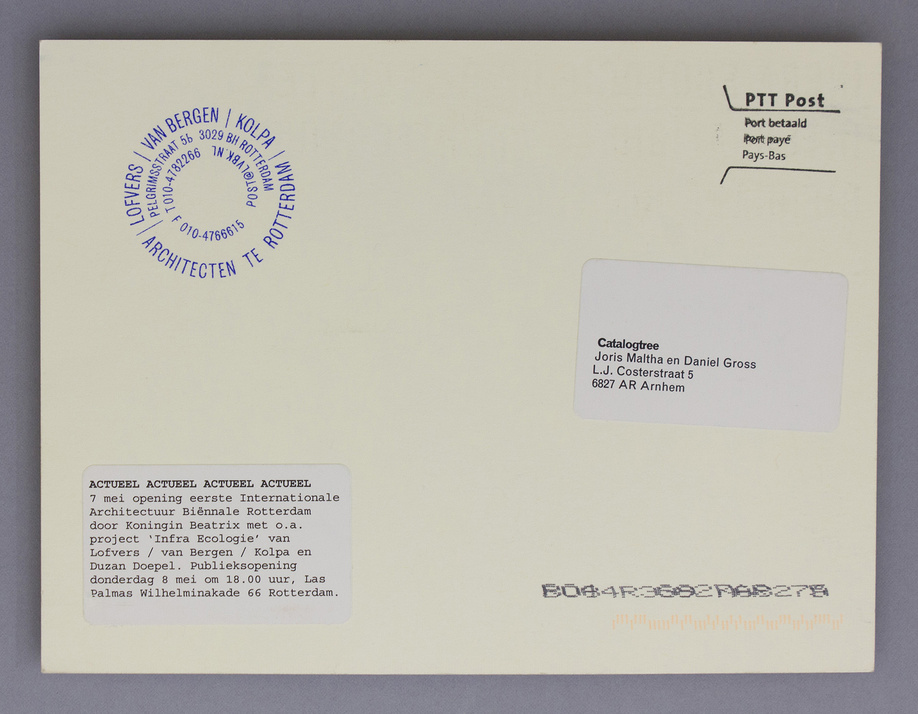 LOFVERS | VAN BERGEN | KOLPA | ARCHITECTEN TE ROTTERDAM |
PELGRIMSSTRAAT 5b 3029 BH ROTTERDAM
T 010-4782266 POST@LVBK.NL
F 010-4766615
PTT Post
Port betaald
Port payé
Pays-Bas
Catalogtree
Joris Maltha en Daniel Gross
L.J. Costerstraat 5
6827 AR Arnhem
ACTUEEL ACTUEEL ACTUEEL ACTUEEL
7 mei opening eerste Internationale
Architectuur Biënnale Rotterdam
door Koningin Beatrix met o.a.
project ‘Infra Ecologie’ van
Lofvers / van Bergen / Kolpa en
Duzan Doepel. Publieksopening
donderdag 8 mei om 18.00 uur, Las
Palmas Wilhelminakade 66 Rotterdam.